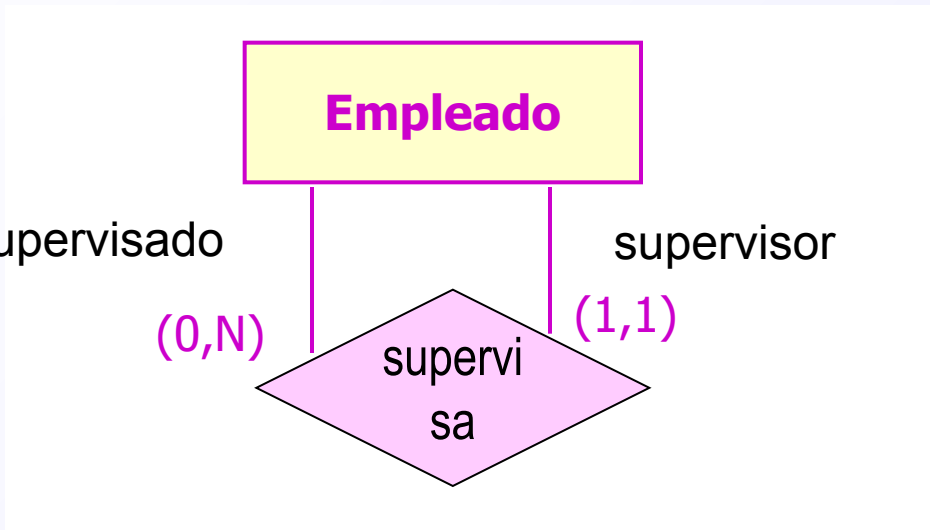 Empleado
upervisado
supervisor
(0,N)
(1,1)
supervi
sa